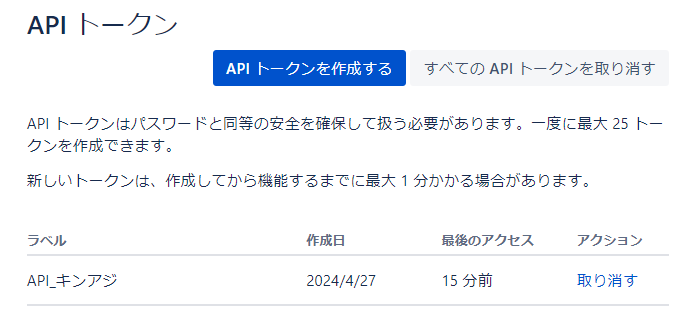 API トークン
API トークンを作成する すべての API トークンを取り消す
API トークンはパスワードと同等の安全を確保して扱う必要があります。一度に最大 25 トー
クンを作成できます。
新しいトークンは、作成してから機能するまでに最大 1 分かかる場合があります。
ラベル 作成日 最後のアクセス アクション
API_キンアジ 2024/4/27 15 分前 取り消す